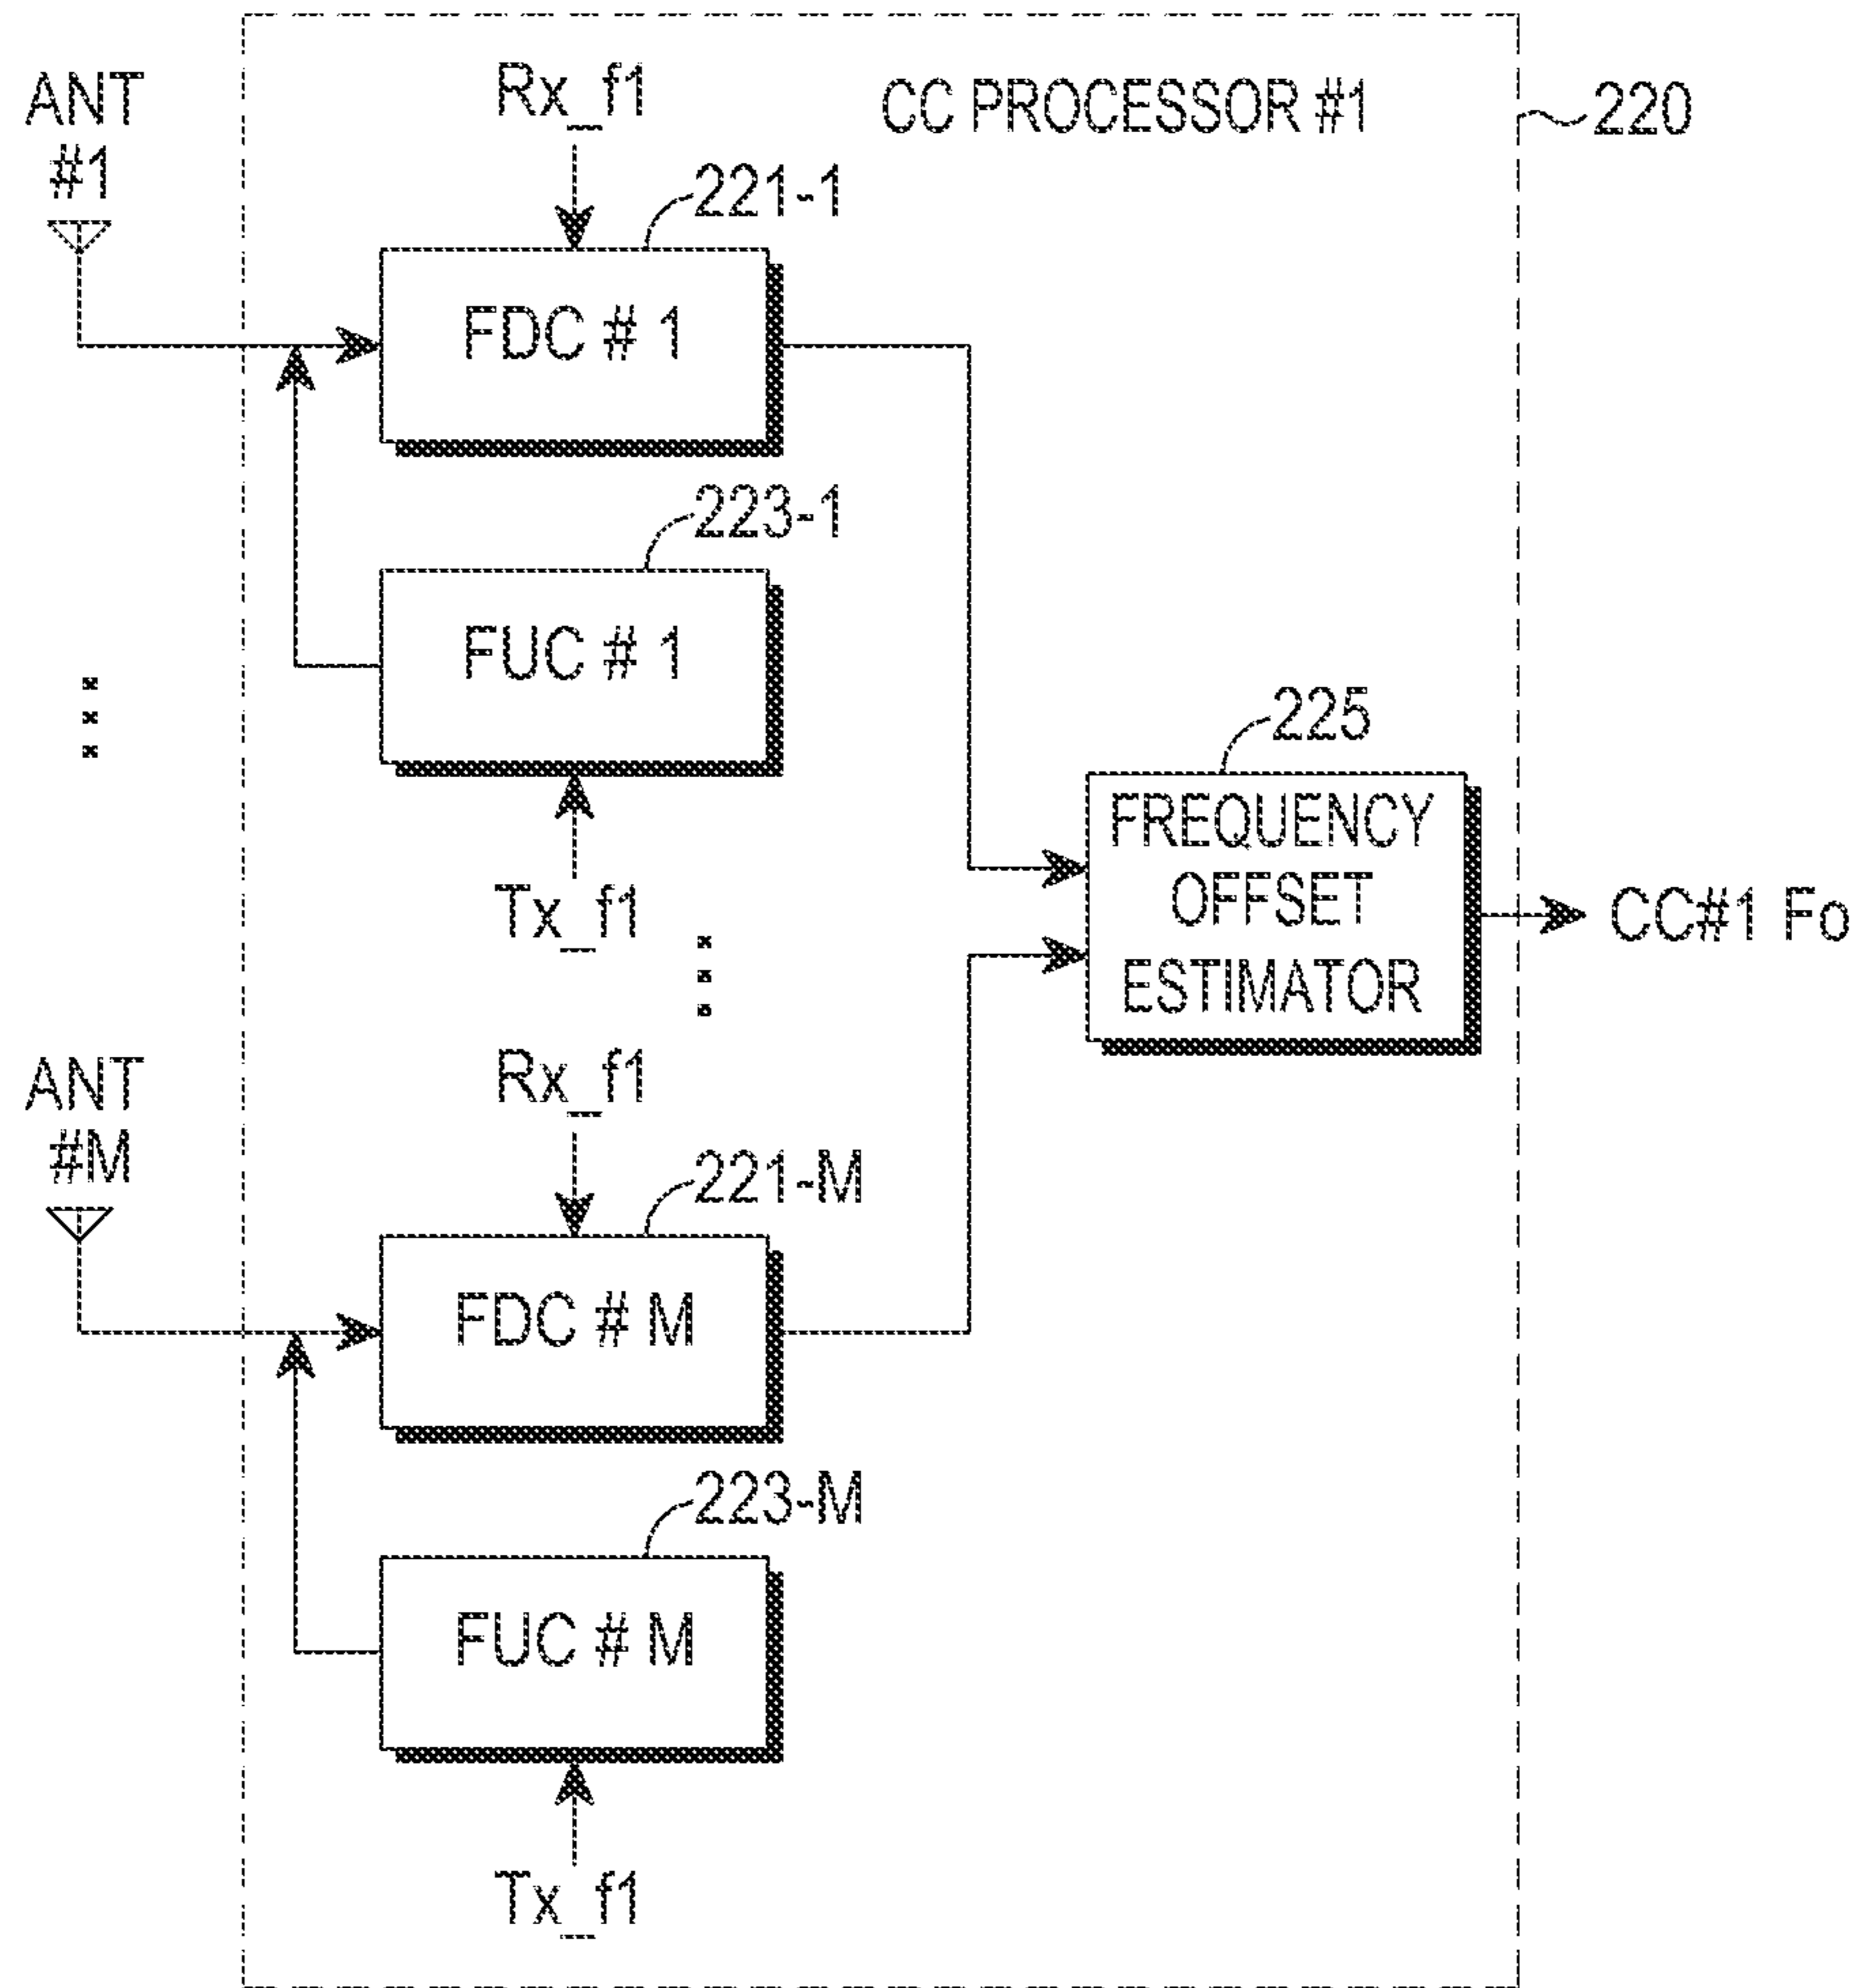 ANT
#1
Rx_f1
CC PROCESSOR #1
220
221-1
FDC # 1
223-1
FUC # 1
Tx_f1
225
FREQUENCY
OFFSET
ESTIMATOR
CC#1 Fo
ANT
#M
Rx_f1
221-M
FDC # M
223-M
FUC # M
Tx_f1